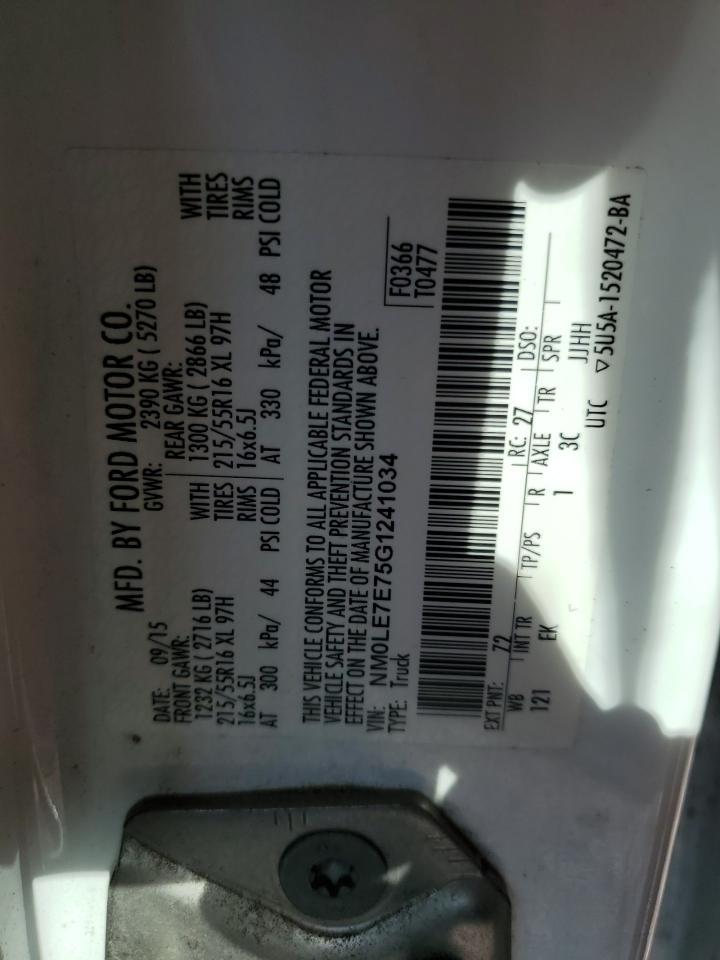 MFD. BY FORD MOTOR CO.
DATE: 09/15 GVWR: 2390 KG ( 5270 LB)
FRONT GAWR: REAR GAWR:
1232 KG ( 2716 LB) WITH 1300 KG ( 2866 LB) WITH
215/55R16 XL 97H TIRES 215/55R16 XL 97H TIRES
16x6.5J RIMS 16x6.5J RIMS
AT 300 kPa/ 44 PSI COLD AT 330 kPa/ 48 PSI COLD
THIS VEHICLE CONFORMS TO ALL APPLICABLE FEDERAL MOTOR
VEHICLE SAFETY AND THEFT PREVENTION STANDARDS IN
EFFECT ON THE DATE OF MANUFACTURE SHOWN ABOVE.
VIN: NM0LE7E75G1241034
TYPE: Truck
F0366
T0477
EXT PNT: Z2 RC: 27 DSO:
WB INT TR TP/PS R AXLE TR SPR
121 EK 1 3C JJHH
UTC ▽5U5A-1520472-BA